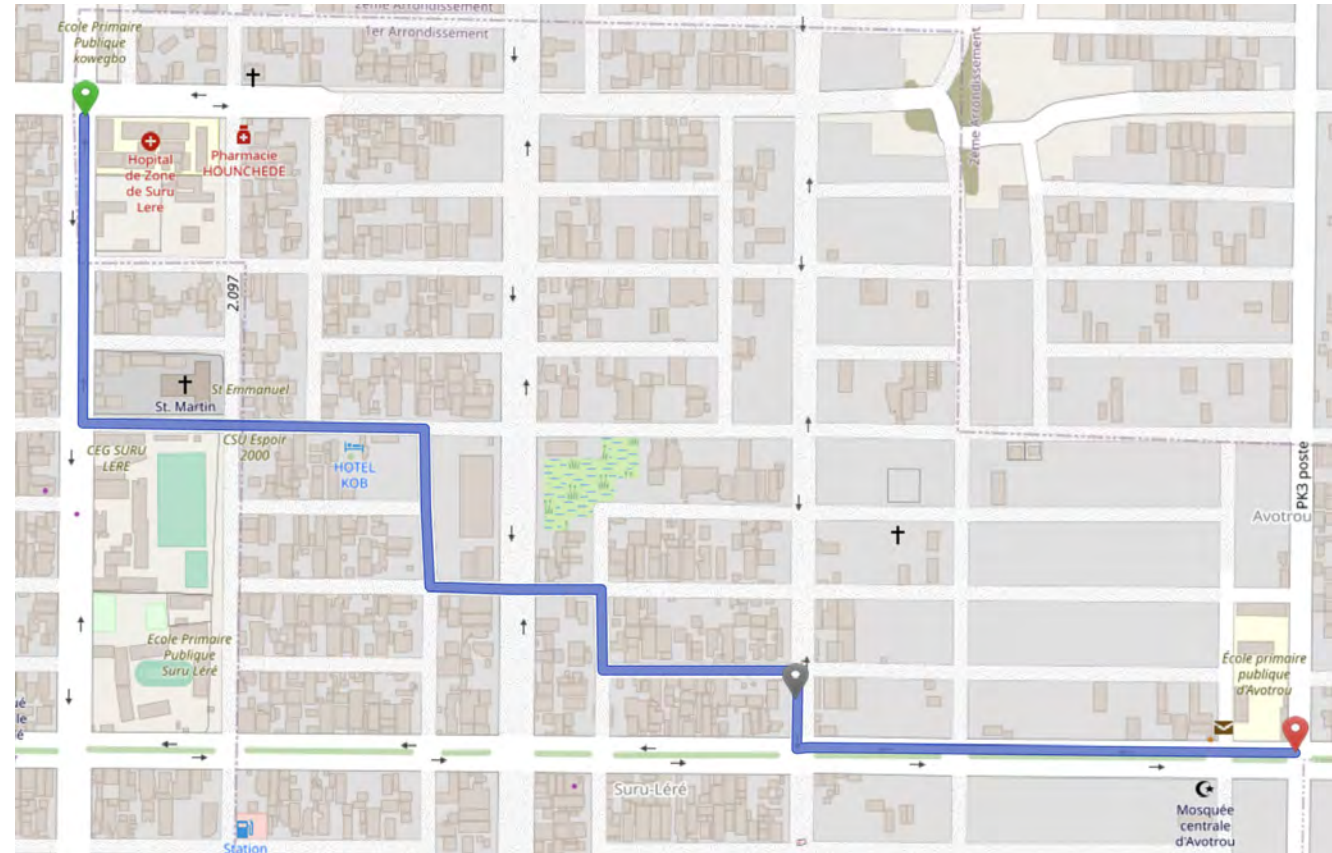 2ème Arrondissement
1er Arrondissement
Ecole Primaire
Publique
kowegbo
2ème Arrondissement
Hopital
de Zone
de Suru
Lere
Pharmacie
HOUNCHEDE
2.097
St Emmanuel
St. Martin
CEG SURU
LERE
CSU Espoir
2000
HOTEL
KOB
PK3 poste
Avotrou
Ecole Primaire
Publique
Suru Léré
École primaire
publique
d'Avotrou
ué
le
é
Suru-Léré
Mosquée
centrale
d'Avotrou
Station